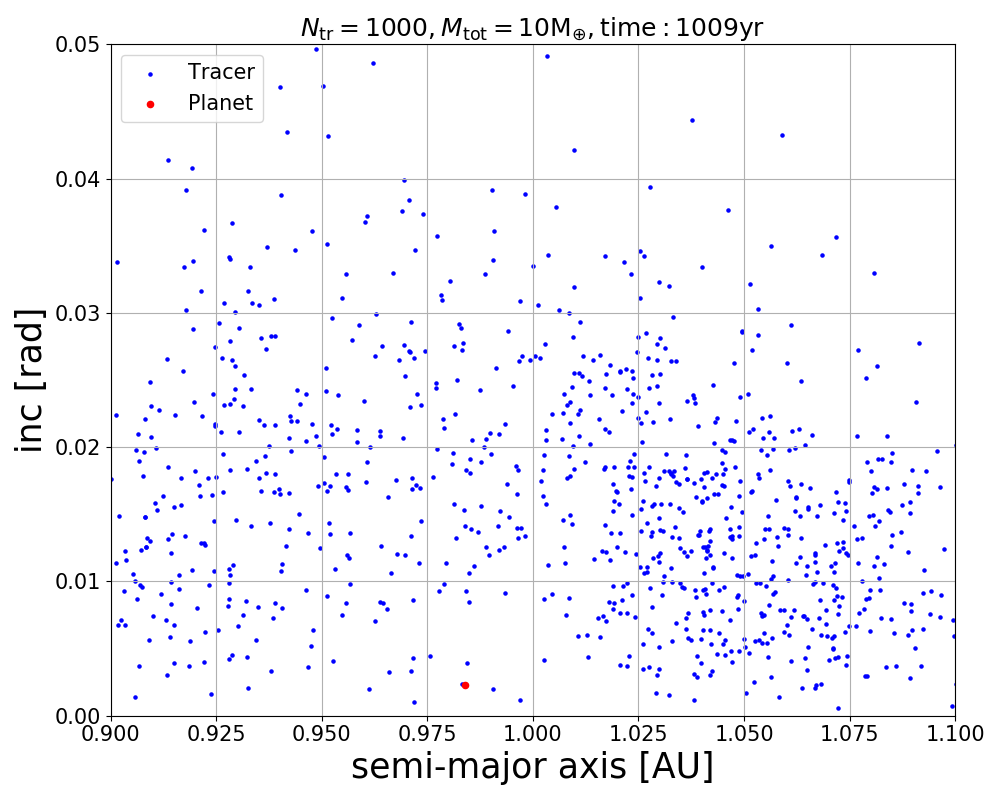 N_tr = 1000, M_tot = 10M_⊕, time : 1009yr
Tracer
Planet
inc [rad]
0.05
0.04
0.03
0.02
0.01
0.00
0.900 0.925 0.950 0.975 1.000 1.025 1.050 1.075 1.100
semi-major axis [AU]